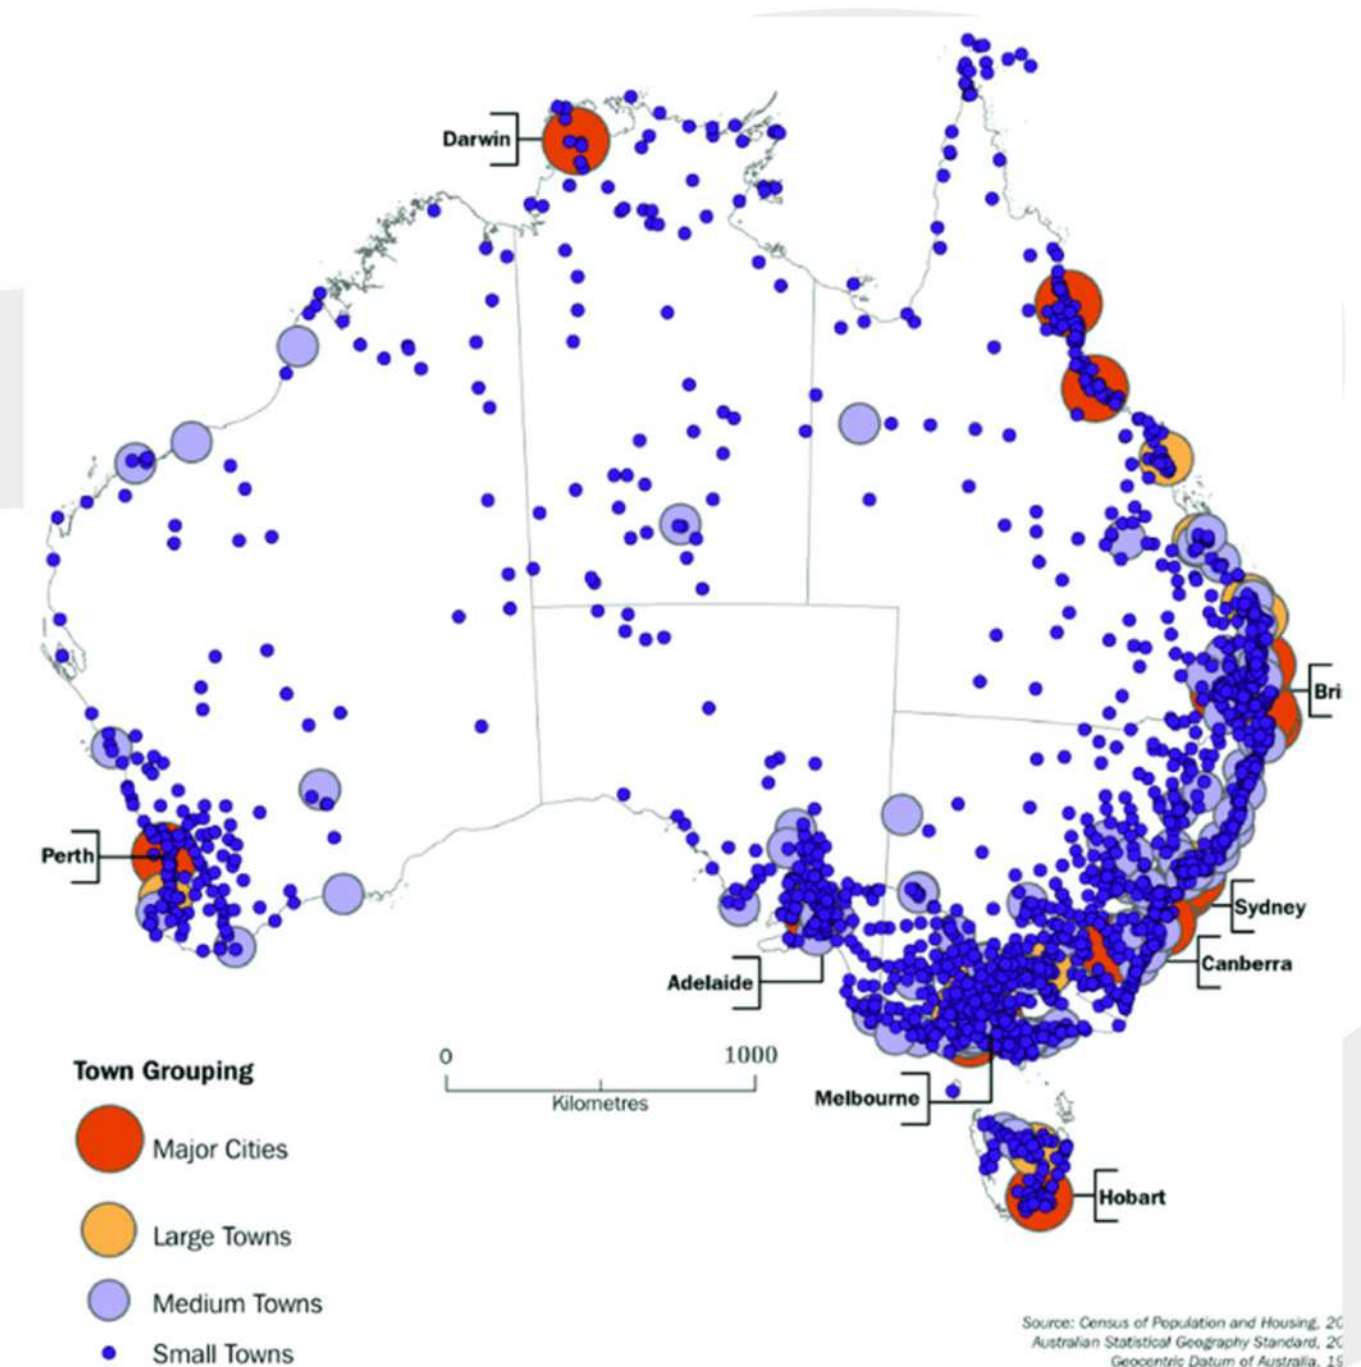 Darwin
Bri
Perth
Sydney
Canberra
Adelaide
Melbourne
Hobart
0 1000
Kilometres
Town Grouping
Major Cities
Large Towns
Medium Towns
Small Towns
Source: Census of Population and Housing, 20
Australian Statistical Geography Standard, 20
Geocentric Datum of Australia, 19